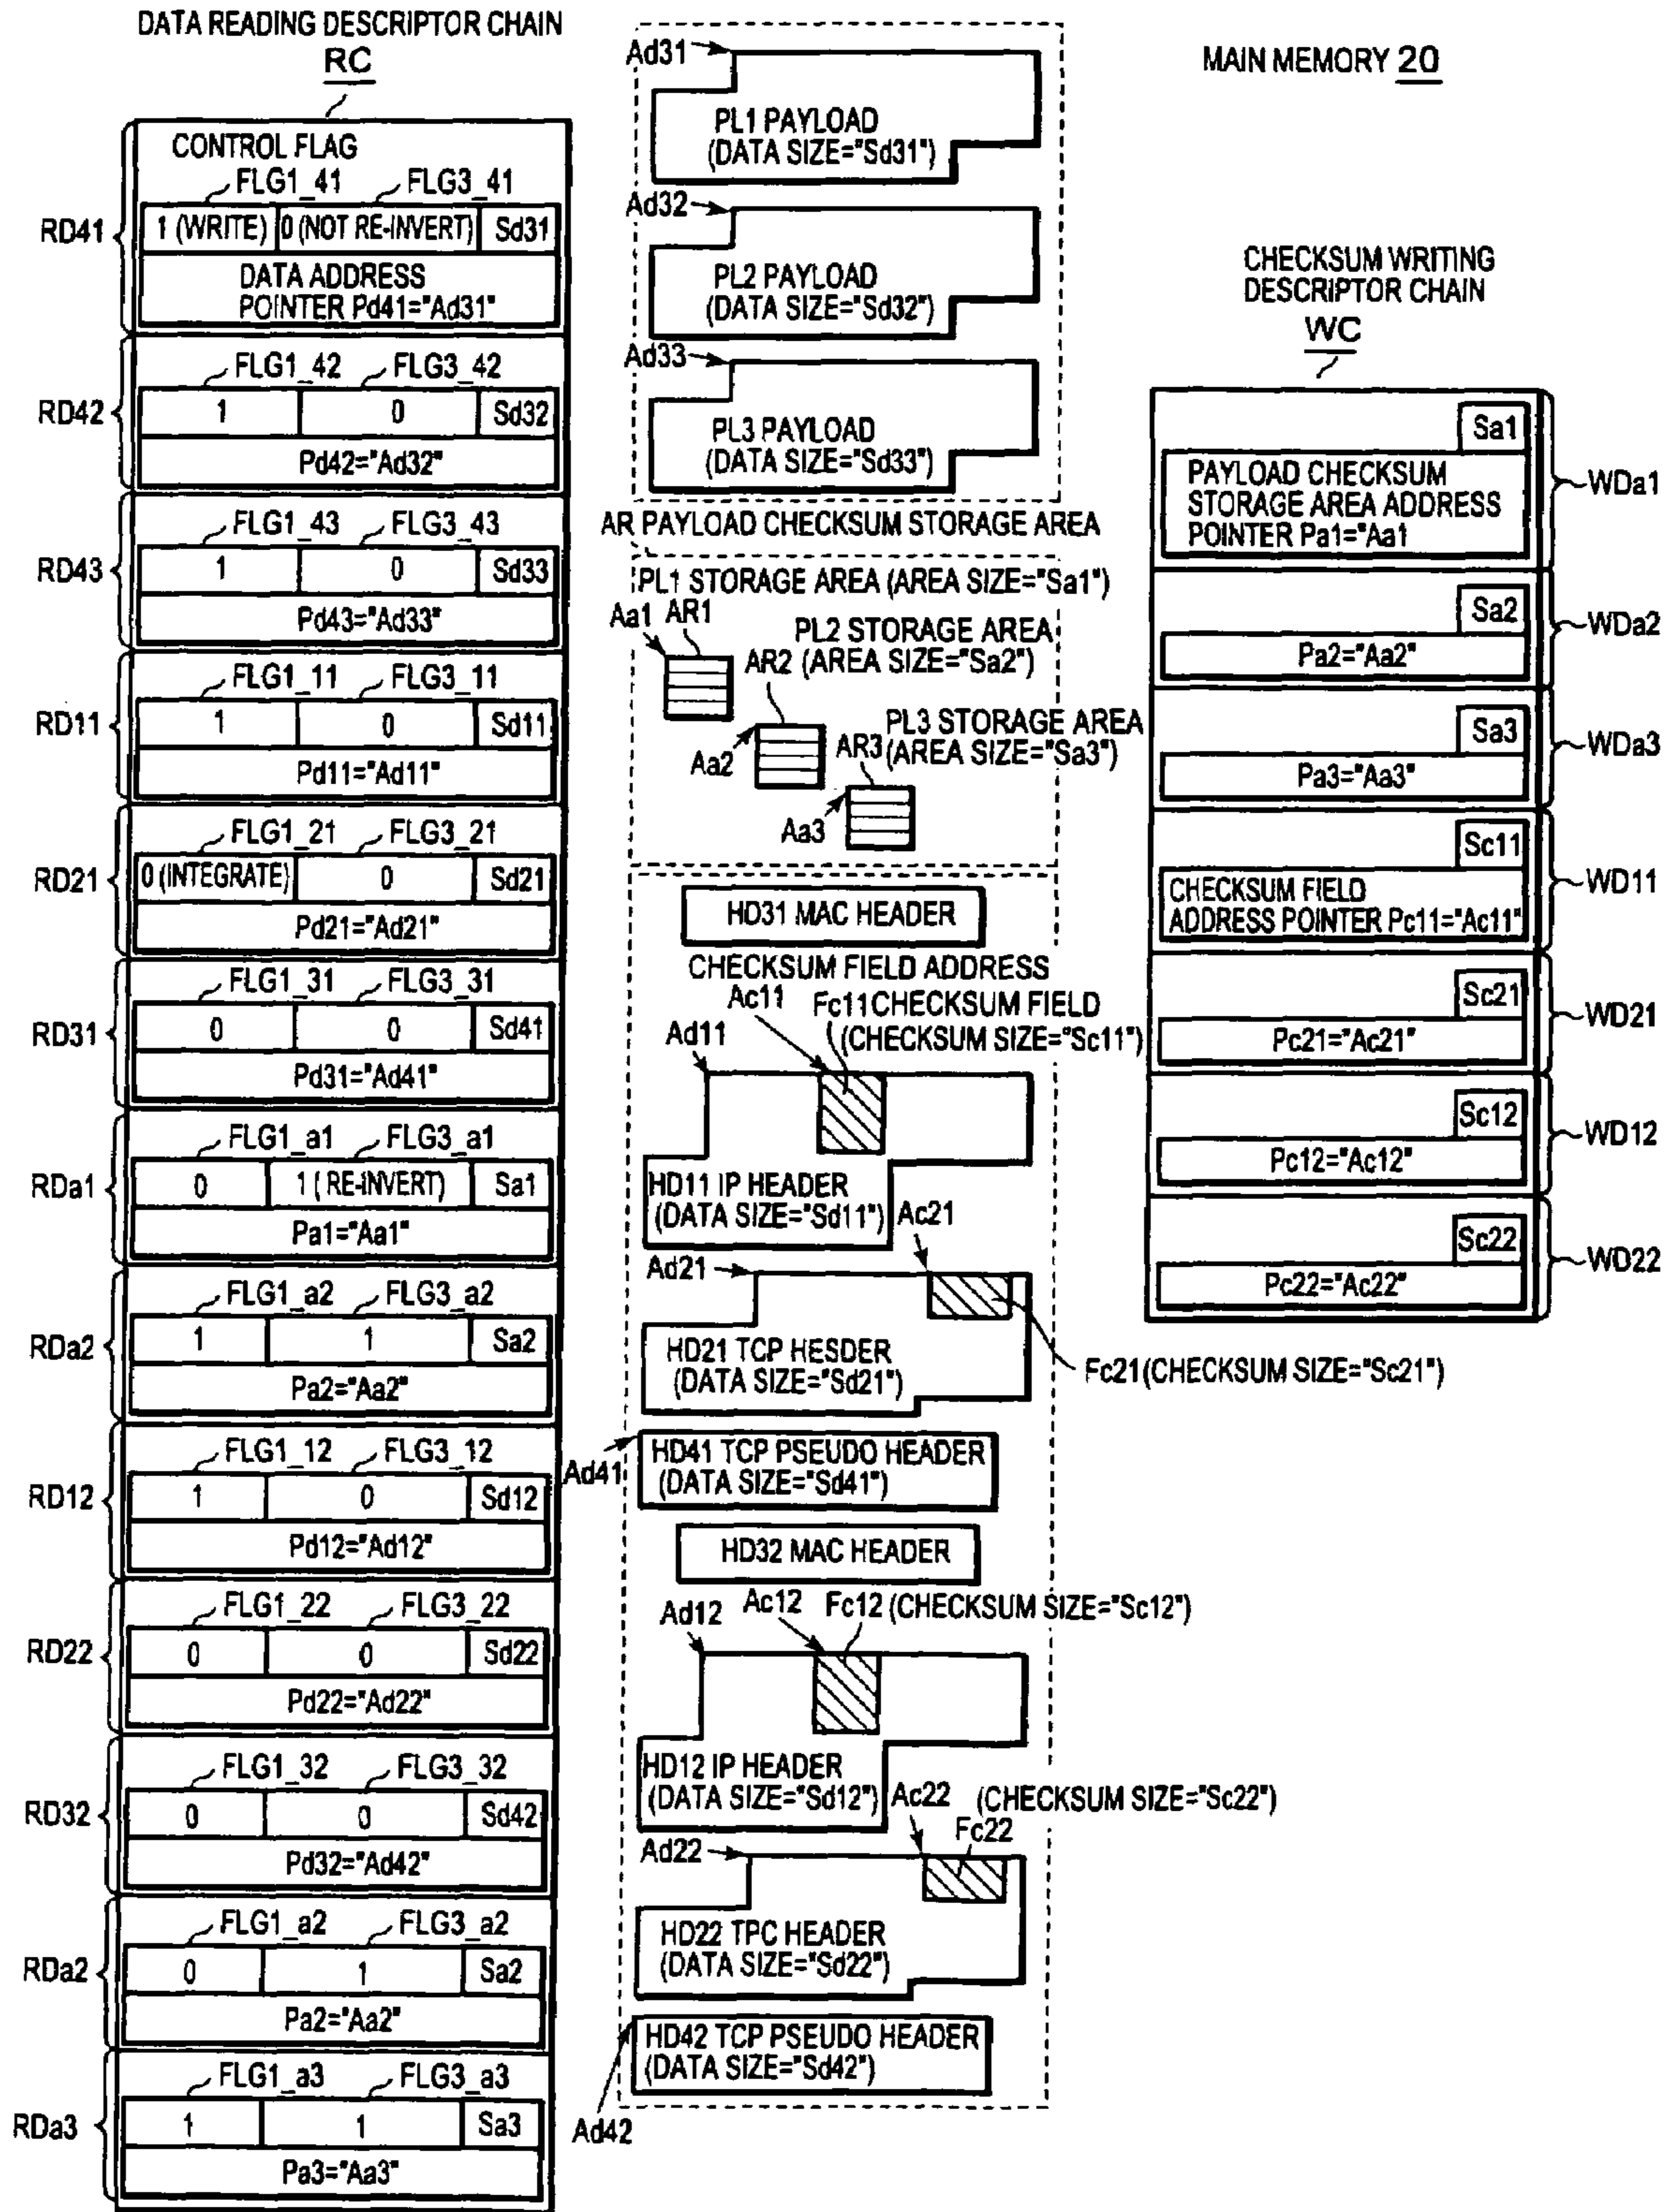 DATA READING DESCRIPTOR CHAIN
RC
CONTROL FLAG
FLG1_41 FLG3_41
RD41
1 (WRITE) 0 (NOT RE-INVERT) Sd31
DATA ADDRESS
POINTER Pd41="Ad31"
FLG1_42 FLG3_42
RD42
1 0 Sd32
Pd42="Ad32"
FLG1_43 FLG3_43
RD43
1 0 Sd33
Pd43="Ad33"
FLG1_11 FLG3_11
RD11
1 0 Sd11
Pd11="Ad11"
FLG1_21 FLG3_21
RD21
0 (INTEGRATE) 0 Sd21
Pd21="Ad21"
FLG1_31 FLG3_31
RD31
0 0 Sd41
Pd31="Ad41"
FLG1_a1 FLG3_a1
RDa1
0 1 ( RE-INVERT) Sa1
Pa1="Aa1"
FLG1_a2 FLG3_a2
RDa2
1 1 Sa2
Pa2="Aa2"
FLG1_12 FLG3_12
RD12
1 0 Sd12
Pd12="Ad12"
FLG1_22 FLG3_22
RD22
0 0 Sd22
Pd22="Ad22"
FLG1_32 FLG3_32
RD32
0 0 Sd42
Pd32="Ad42"
FLG1_a2 FLG3_a2
RDa2
0 1 Sa2
Pa2="Aa2"
FLG1_a3 FLG3_a3
RDa3
1 1 Sa3
Pa3="Aa3"
Ad31
PL1 PAYLOAD
(DATA SIZE="Sd31")
Ad32
PL2 PAYLOAD
(DATA SIZE="Sd32")
Ad33
PL3 PAYLOAD
(DATA SIZE="Sd33")
AR PAYLOAD CHECKSUM STORAGE AREA
PL1 STORAGE AREA (AREA SIZE="Sa1")
Aa1 AR1
PL2 STORAGE AREA
AR2 (AREA SIZE="Sa2")
Aa2
PL3 STORAGE AREA
AR3 (AREA SIZE="Sa3")
Aa3
HD31 MAC HEADER
CHECKSUM FIELD ADDRESS
Ac11 Fc11 CHECKSUM FIELD
(CHECKSUM SIZE="Sc11")
Ad11
HD11 IP HEADER
(DATA SIZE="Sd11")
Ac21
Ad21
HD21 TCP HESDER
(DATA SIZE="Sd21")
Fc21 (CHECKSUM SIZE="Sc21")
Ad41
HD41 TCP PSEUDO HEADER
(DATA SIZE="Sd41")
HD32 MAC HEADER
Ad12 Ac12 Fc12 (CHECKSUM SIZE="Sc12")
HD12 IP HEADER
(DATA SIZE="Sd12")
Ac22 (CHECKSUM SIZE="Sc22")
Fc22
Ad22
HD22 TPC HEADER
(DATA SIZE="Sd22")
HD42 TCP PSEUDO HEADER
(DATA SIZE="Sd42")
Ad42
MAIN MEMORY 20
CHECKSUM WRITING
DESCRIPTOR CHAIN
WC
Sa1
PAYLOAD CHECKSUM
STORAGE AREA ADDRESS
POINTER Pa1="Aa1
WDa1
Sa2
Pa2="Aa2"
WDa2
Sa3
Pa3="Aa3"
WDa3
Sc11
CHECKSUM FIELD
ADDRESS POINTER Pc11="Ac11"
WD11
Sc21
Pc21="Ac21"
WD21
Sc12
Pc12="Ac12"
WD12
Sc22
Pc22="Ac22"
WD22